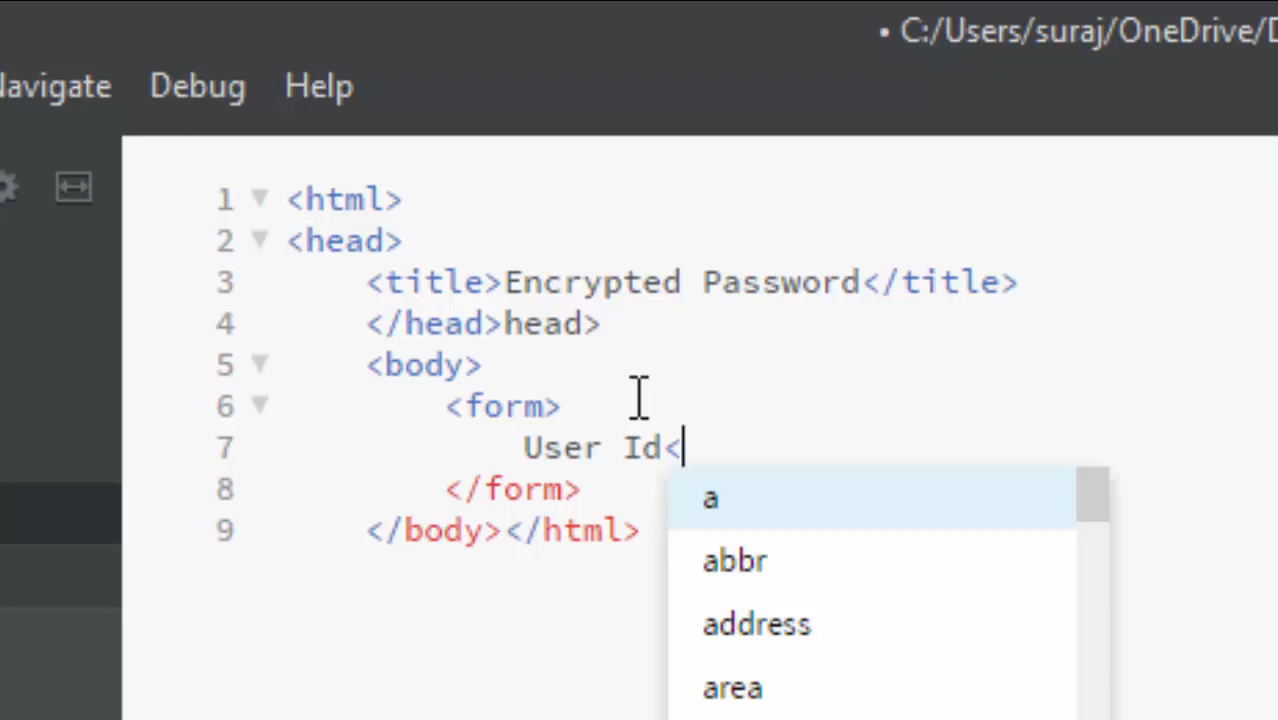 • C:/Users/suraj/OneDrive/
Navigate Debug Help
1 <html>
2 <head>
3 <title>Encrypted Password</title>
4 </head>head>
5 <body>
6 <form>
7 User Id<
8 </form>
9 </body></html>
a
abbr
address
area